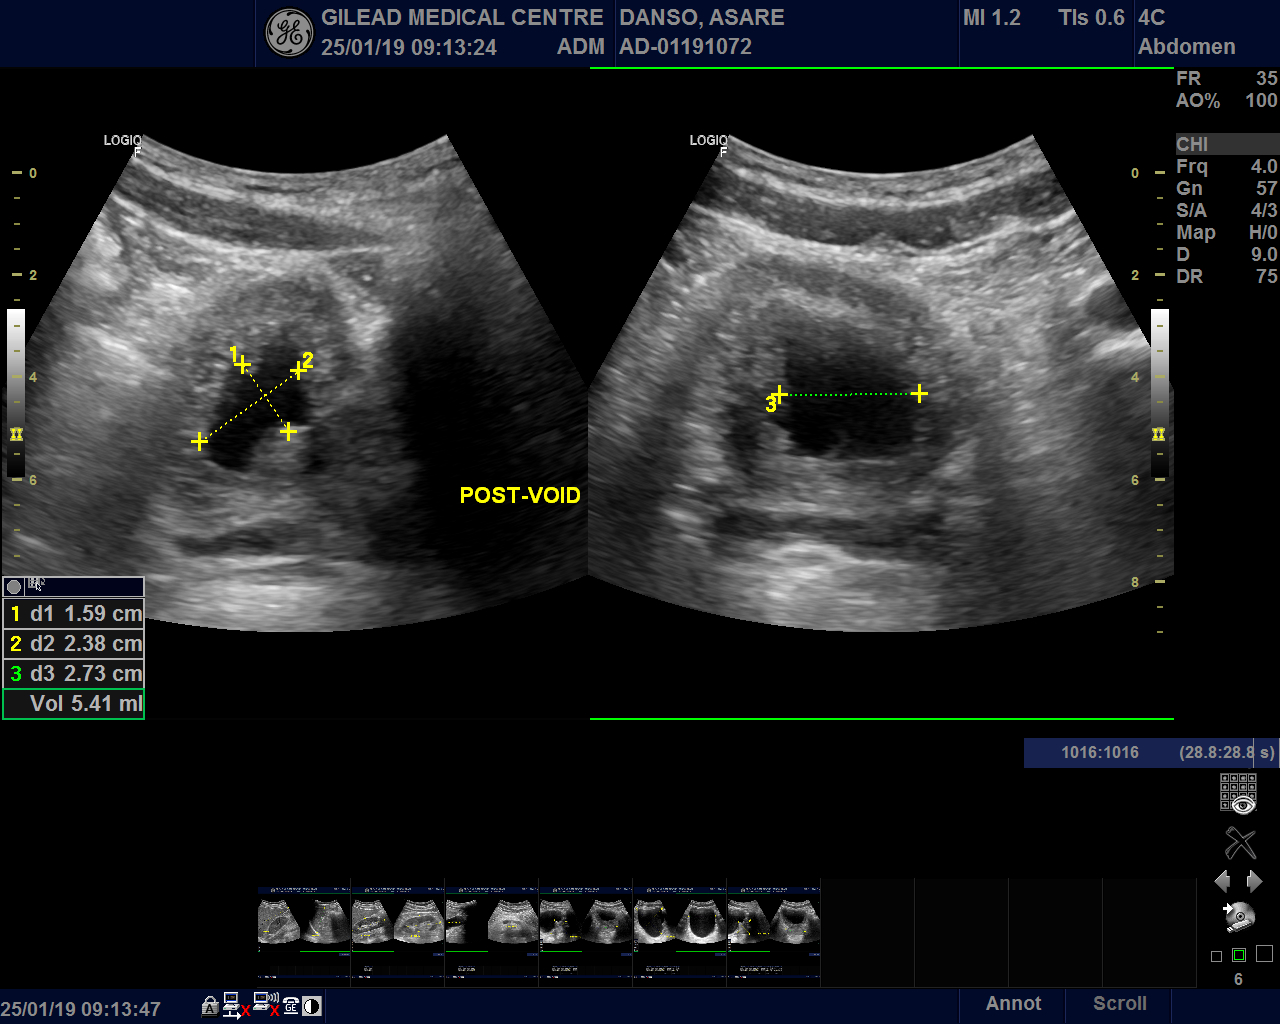 GILEAD MEDICAL CENTRE
25/01/19 09:13:24 ADM
DANSO, ASARE
AD-01191072
MI 1.2 TIs 0.6
4C
Abdomen
FR 35
AO% 100
CHI
Frq 4.0
Gn 57
S/A 4/3
Map H/0
D 9.0
DR 75
LOGIQ
F
LOGIQ
F
0
2
4
6
0
2
4
6
8
1
2
3
POST-VOID
1 d1 1.59 cm
2 d2 2.38 cm
3 d3 2.73 cm
Vol 5.41 ml
1016:1016 (28.8:28.8 s)
6
25/01/19 09:13:47
Annot
Scroll